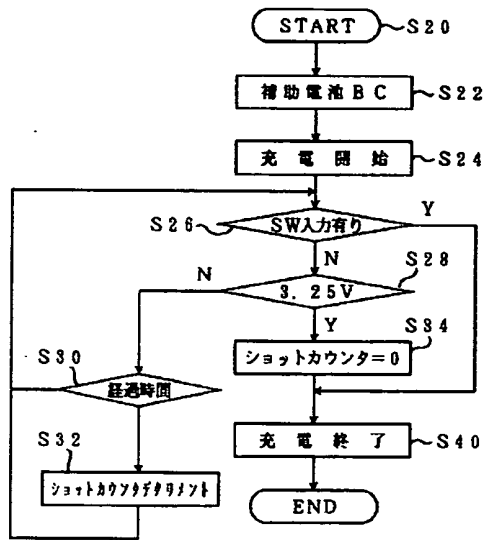 START S20
補助電池BC S22
充電開始 S24
S26 SW入力有り Y
N S28
N 3.25V
Y S34
ショットカウンタ=0
S30
経過時間
S32
充電終了 S40
ショットカウンタデクリメント
END